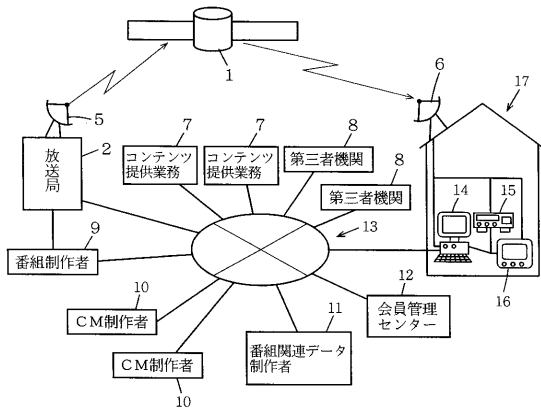 1
6
17
5
放送局
2
7
7
8
コンテンツ
提供業務
コンテンツ
提供業務
第三者機関
8
第三者機関
14
15
13
9
番組制作者
16
12
会員管理
センター
10
CM制作者
11
番組関連データ
制作者
CM制作者
10